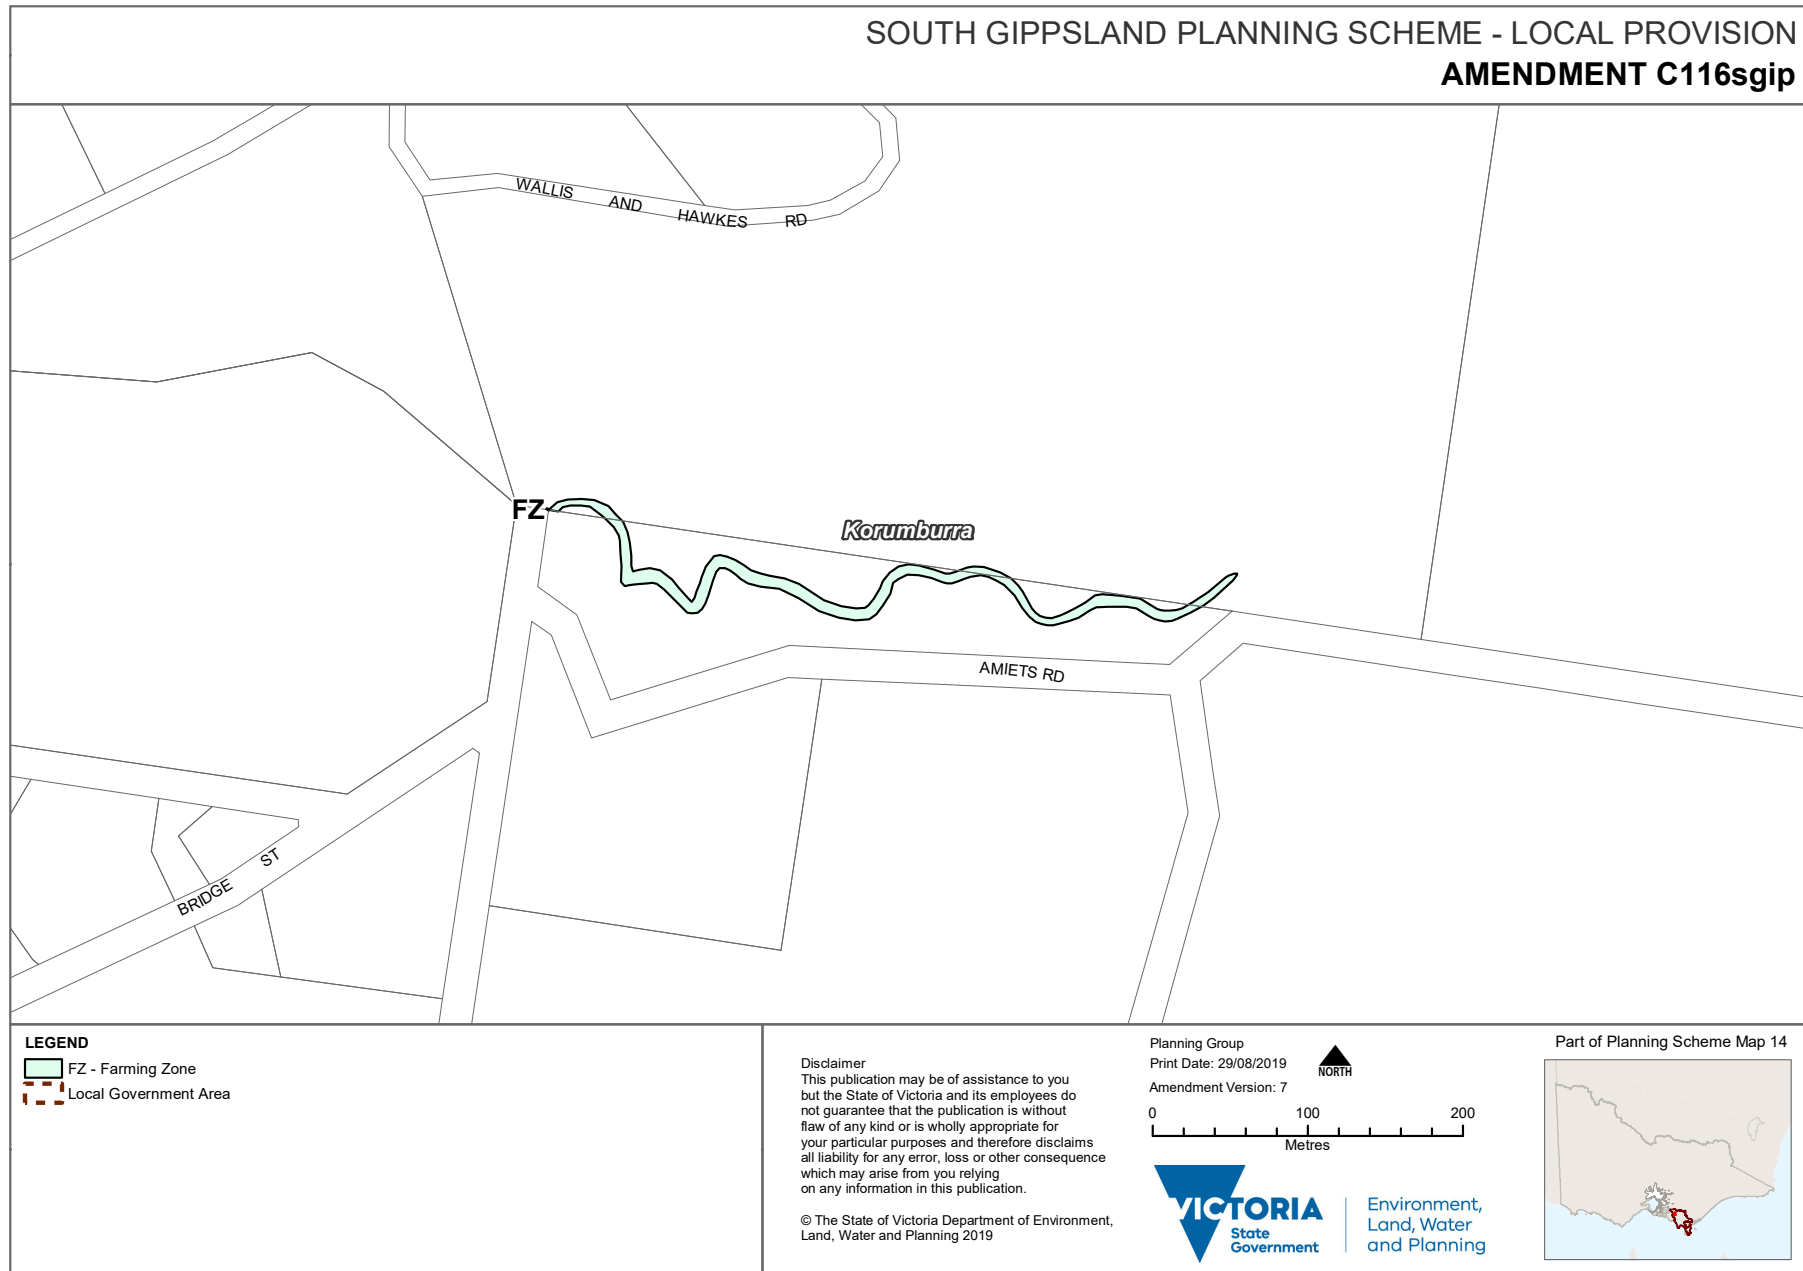 SOUTH GIPPSLAND PLANNING SCHEME - LOCAL PROVISION
AMENDMENT C116sgip
WALLIS AND HAWKES RD
FZ
Korumburra
AMIETS RD
BRIDGE ST
LEGEND
FZ - Farming Zone
Local Government Area
Disclaimer
This publication may be of assistance to you
but the State of Victoria and its employees do
not guarantee that the publication is without
flaw of any kind or is wholly appropriate for
your particular purposes and therefore disclaims
all liability for any error, loss or other consequence
which may arise from you relying
on any information in this publication.
© The State of Victoria Department of Environment,
Land, Water and Planning 2019
Planning Group
Print Date: 29/08/2019
Amendment Version: 7
NORTH
0 100 200
Metres
VICTORIA
State
Government
Environment,
Land, Water
and Planning
Part of Planning Scheme Map 14